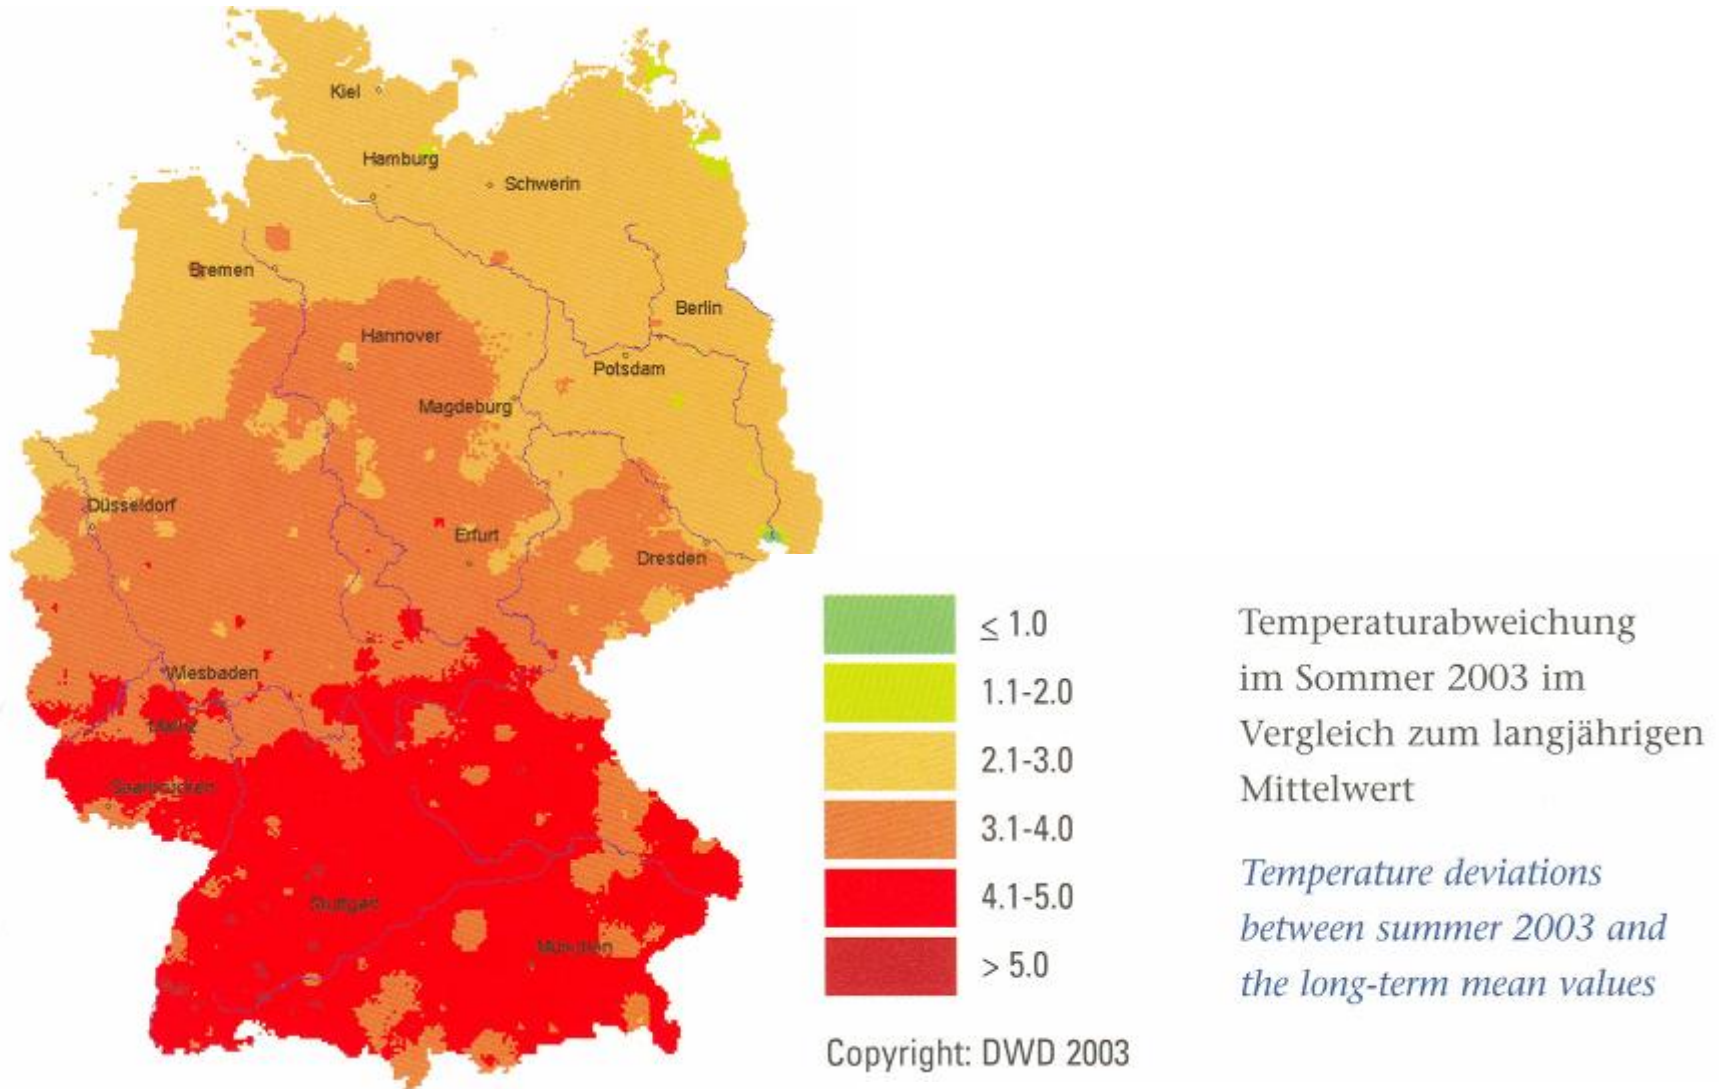 Kiel
Hamburg
Schwerin
Bremen
Berlin
Hannover
Potsdam
Magdeburg
Düsseldorf
Erfurt
Dresden
Wiesbaden
Mainz
Saarbrücken
Stuttgart
München
≤ 1.0
1.1-2.0
2.1-3.0
3.1-4.0
4.1-5.0
> 5.0
Copyright: DWD 2003
Temperaturabweichung
im Sommer 2003 im
Vergleich zum langjährigen
Mittelwert
Temperature deviations
between summer 2003 and
the long-term mean values